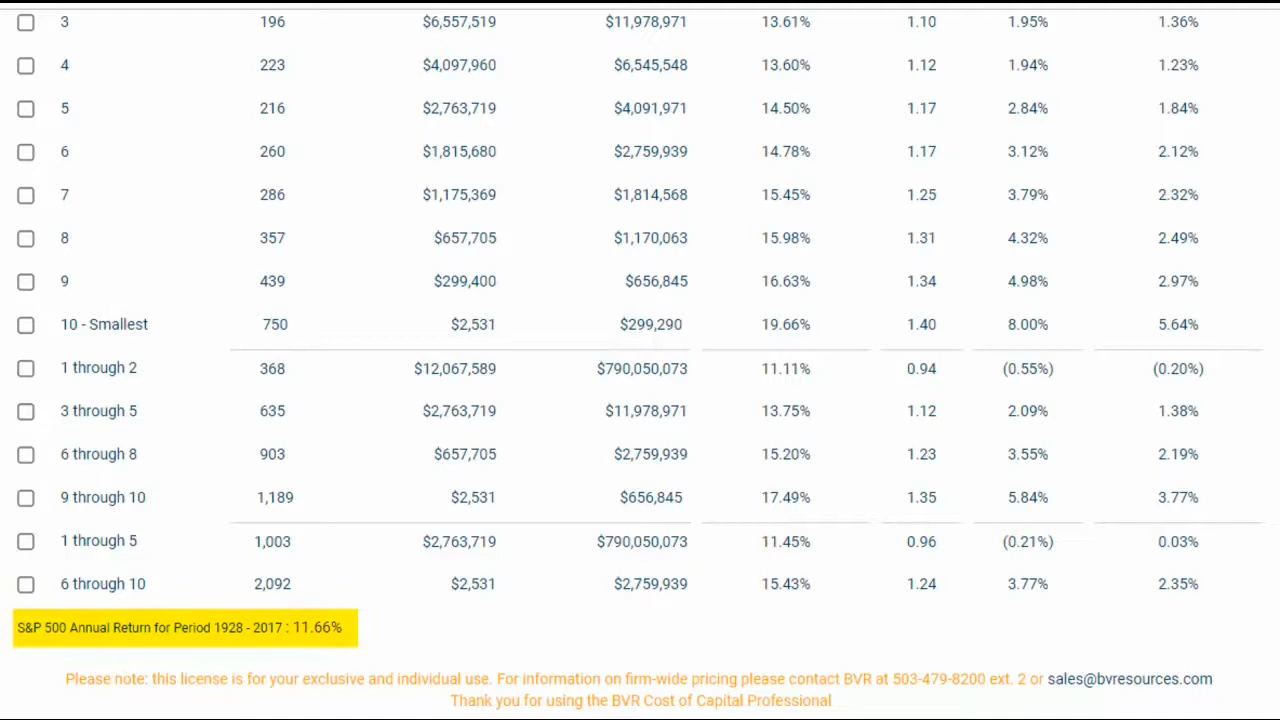 3 196 $6,557,519 $11,978,971 13.61% 1.10 1.95% 1.36%
4 223 $4,097,960 $6,545,548 13.60% 1.12 1.94% 1.23%
5 216 $2,763,719 $4,091,971 14.50% 1.17 2.84% 1.84%
6 260 $1,815,680 $2,759,939 14.78% 1.17 3.12% 2.12%
7 286 $1,175,369 $1,814,568 15.45% 1.25 3.79% 2.32%
8 357 $657,705 $1,170,063 15.98% 1.31 4.32% 2.49%
9 439 $299,400 $656,845 16.63% 1.34 4.98% 2.97%
10 - Smallest 750 $2,531 $299,290 19.66% 1.40 8.00% 5.64%
1 through 2 368 $12,067,589 $790,050,073 11.11% 0.94 (0.55%) (0.20%)
3 through 5 635 $2,763,719 $11,978,971 13.75% 1.12 2.09% 1.38%
6 through 8 903 $657,705 $2,759,939 15.20% 1.23 3.55% 2.19%
9 through 10 1,189 $2,531 $656,845 17.49% 1.35 5.84% 3.77%
1 through 5 1,003 $2,763,719 $790,050,073 11.45% 0.96 (0.21%) 0.03%
6 through 10 2,092 $2,531 $2,759,939 15.43% 1.24 3.77% 2.35%
S&P 500 Annual Return for Period 1928 - 2017 : 11.66%
Please note: this license is for your exclusive and individual use. For information on firm-wide pricing please contact BVR at 503-479-8200 ext. 2 or sales@bvresources.com
Thank you for using the BVR Cost of Capital Professional